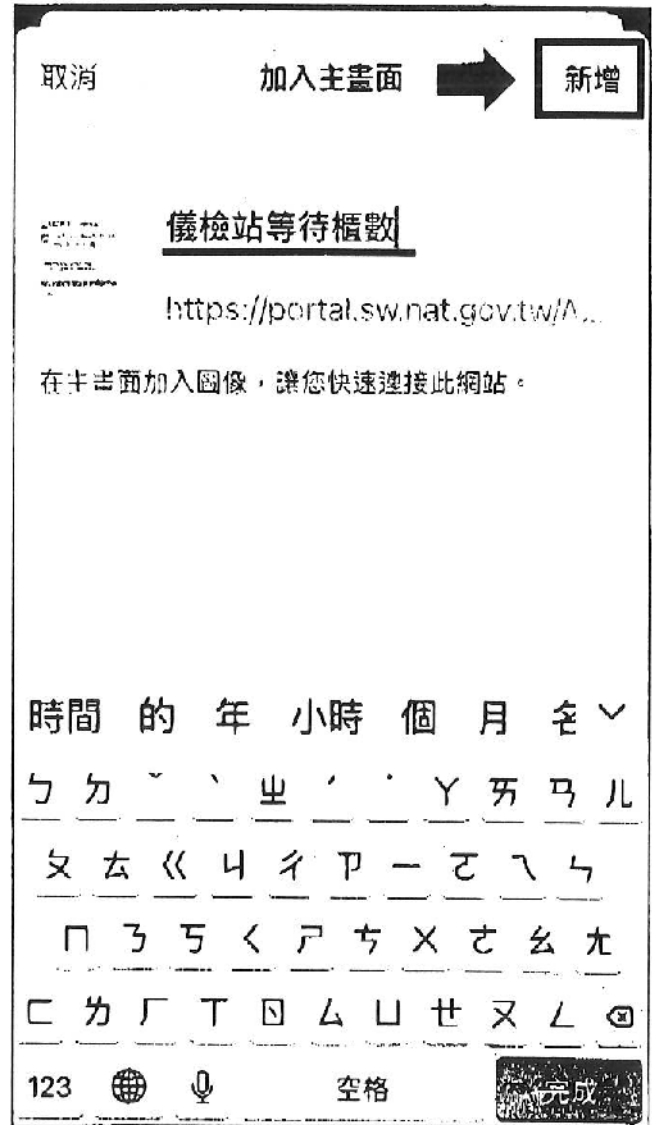 取消 加入主畫面 新增
儀檢站等待櫃數
https://portal.sw.nat.gov.tw/A...
在主畫面加入圖像，讓您快速連接此網站。
時間 的 年 小時 個 月 名
ㄅ ㄉ ˇ ˋ ㄓ ˊ ˙ ㄚ ㄞ ㄢ ㄦ
ㄆ ㄊ ㄍ ㄐ ㄔ ㄗ ㄧ ㄛ ㄟ ㄣ
ㄇ ㄋ ㄎ ㄑ ㄕ ㄘ ㄨ ㄜ ㄠ ㄤ
ㄈ ㄌ ㄏ ㄒ ㄖ ㄙ ㄩ ㄝ ㄡ ㄥ
123 空格 完成